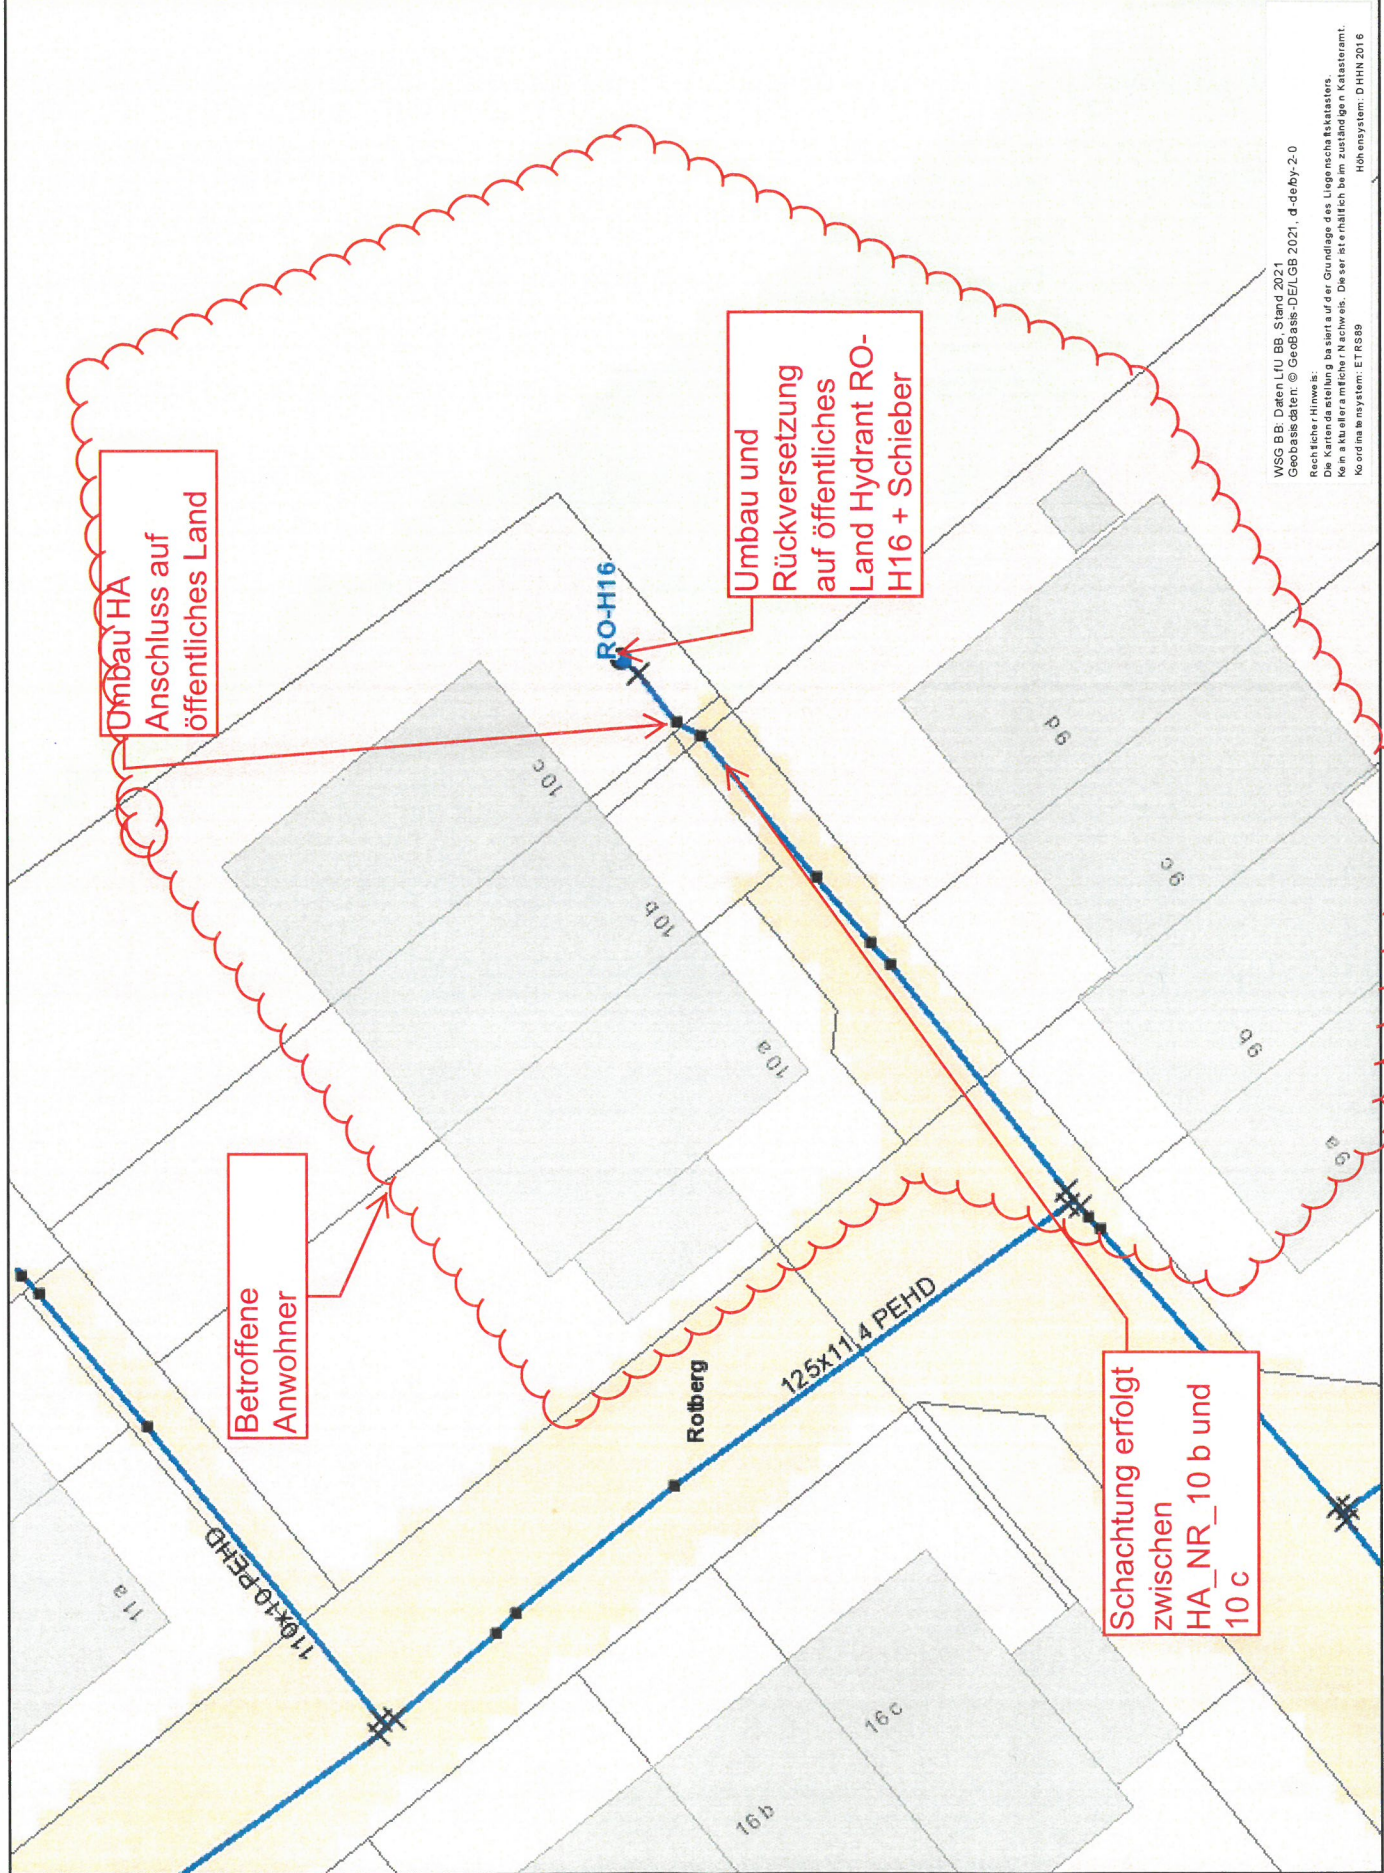 Umbau HA
Anschluss auf
öffentliches Land
Umbau und
Rückversetzung
auf öffentliches
Land Hydrant RO-
H16 + Schieber
Betroffene
Anwohner
Schachtung erfolgt
zwischen
HA_NR_10 b und
10 c
RO-H16
10 c
10 b
10 a
9 d
9 c
9 b
9 a
11 a
110x10 PEHD
Rotberg
125x11,4 PEHD
16 c
16 b
WSG BB: Daten LfU BB, Stand 2021
Geobasisdaten: © GeoBasis-DE/LGB 2021, dl-de/by-2-0
Rechtlicher Hinweis:
Die Kartendarstellung basiert auf der Grundlage des Liegenschaftskatasters.
Kein aktueller amtlicher Nachweis. Dieser ist erhältlich beim zuständigen Katasteramt.
Koordinatensystem: ETRS89 Höhensystem: DHHN2016